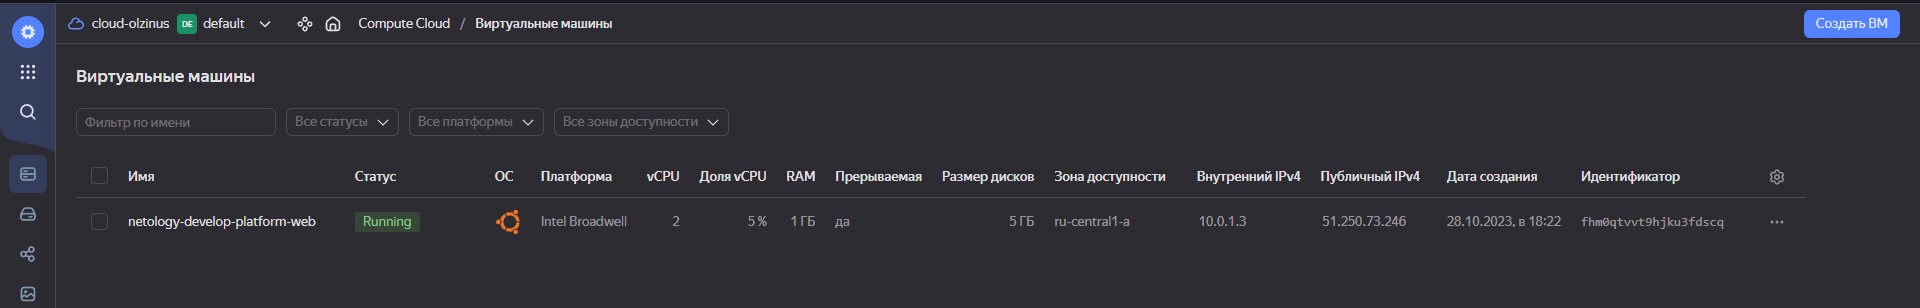 cloud-olzinus DE default Compute Cloud / Виртуальные машины Создать ВМ
Виртуальные машины
Фильтр по имени Все статусы Все платформы Все зоны доступности
Имя Статус ОС Платформа vCPU Доля vCPU RAM Прерываемая Размер дисков Зона доступности Внутренний IPv4 Публичный IPv4 Дата создания Идентификатор
netology-develop-platform-web Running Intel Broadwell 2 5 % 1 ГБ да 5 ГБ ru-central1-a 10.0.1.3 51.250.73.246 28.10.2023, в 18:22 fhm0qtvvt9hjku3fdscq